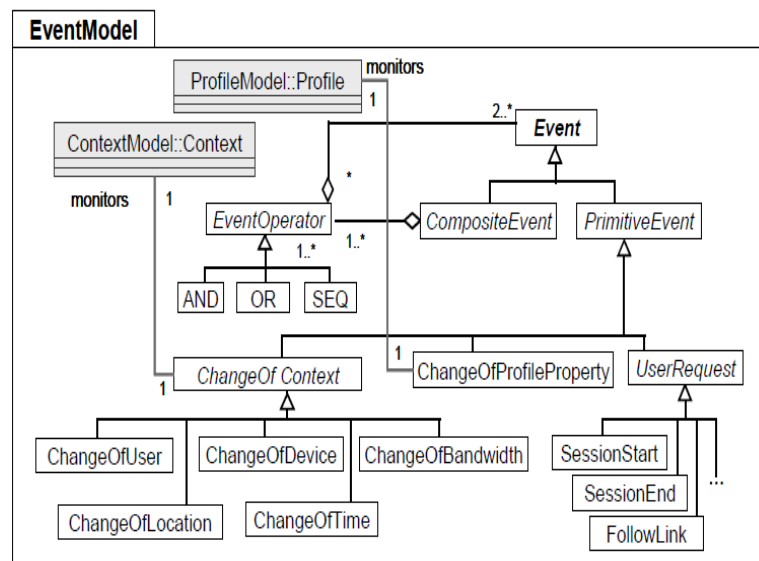 EventModel
ProfileModel::Profile
monitors
1
2..*
Event
ContextModel::Context
monitors
1
*
EventOperator
1..*
1..*
CompositeEvent
PrimitiveEvent
AND
OR
SEQ
1
ChangeOf Context
1
ChangeOfProfileProperty
UserRequest
ChangeOfUser
ChangeOfDevice
ChangeOfBandwidth
SessionStart
...
SessionEnd
ChangeOfLocation
ChangeOfTime
FollowLink